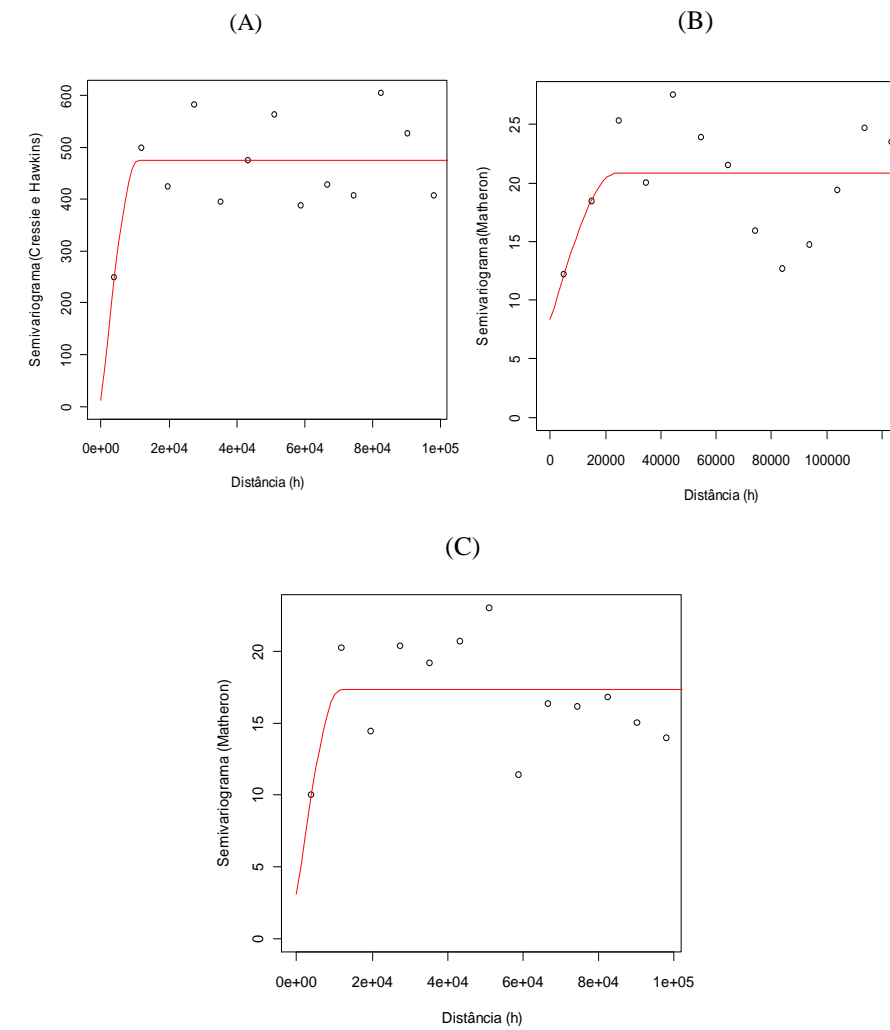 (A)
(B)
Semivariograma (Cressie e Hawkins)
0 100 200 300 400 500 600
0e+00 2e+04 4e+04 6e+04 8e+04 1e+05
Distância (h)
Semivariograma(Matheron)
0 5 10 15 20 25
0 20000 40000 60000 80000 100000
Distância (h)
(C)
Semivariograma (Matheron)
0 5 10 15 20
0e+00 2e+04 4e+04 6e+04 8e+04 1e+05
Distância (h)